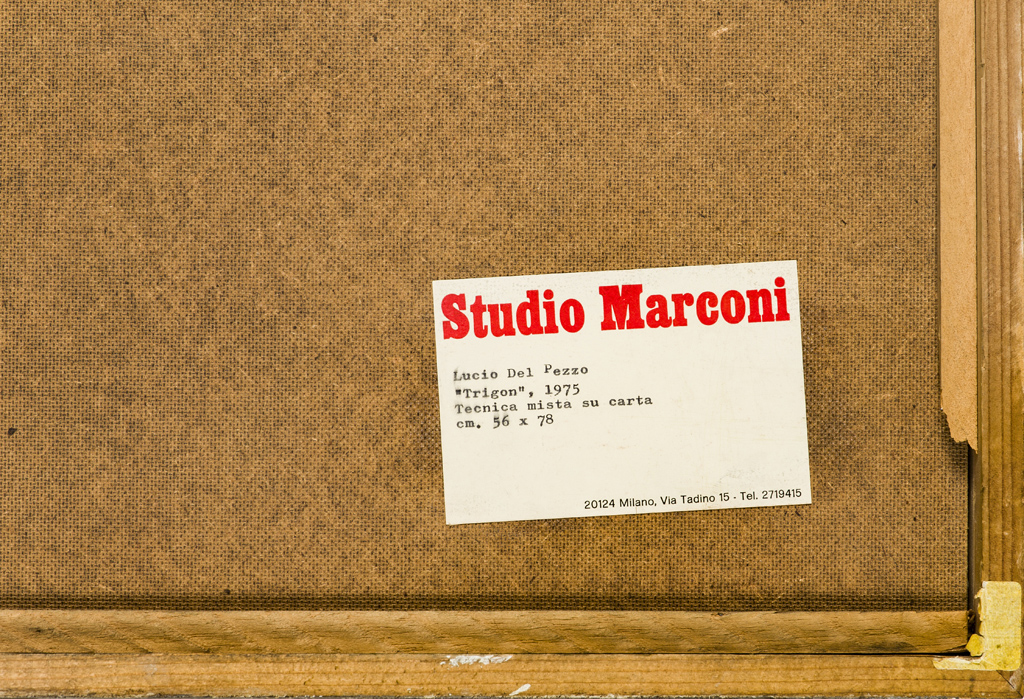 Studio Marconi
Lucio Del Pezzo
"Trigon", 1975
Tecnica mista su carta
cm. 56 x 78
20124 Milano, Via Tadino 15 - Tel. 2719415